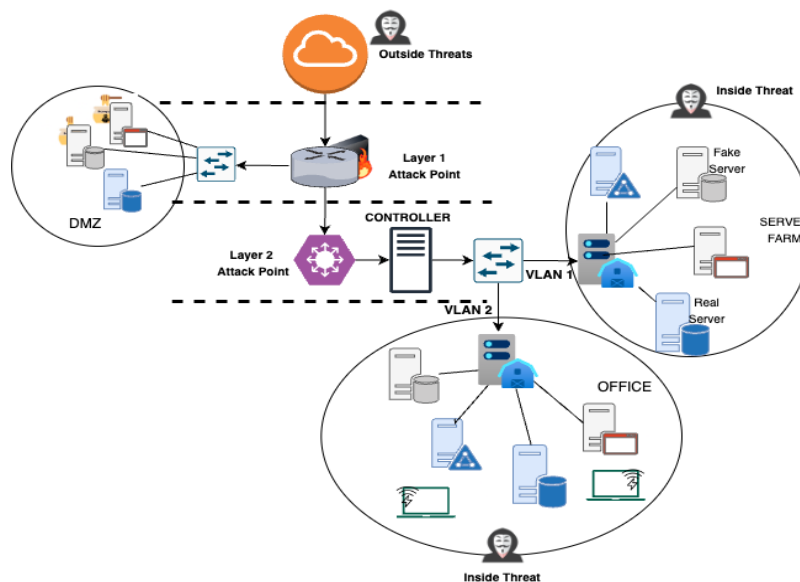 Outside Threats
Inside Threat
Layer 1
Attack Point
Fake
Server
DMZ
CONTROLLER
SERVER
FARM
Layer 2
Attack Point
VLAN 1
Real
Server
VLAN 2
OFFICE
Inside Threat